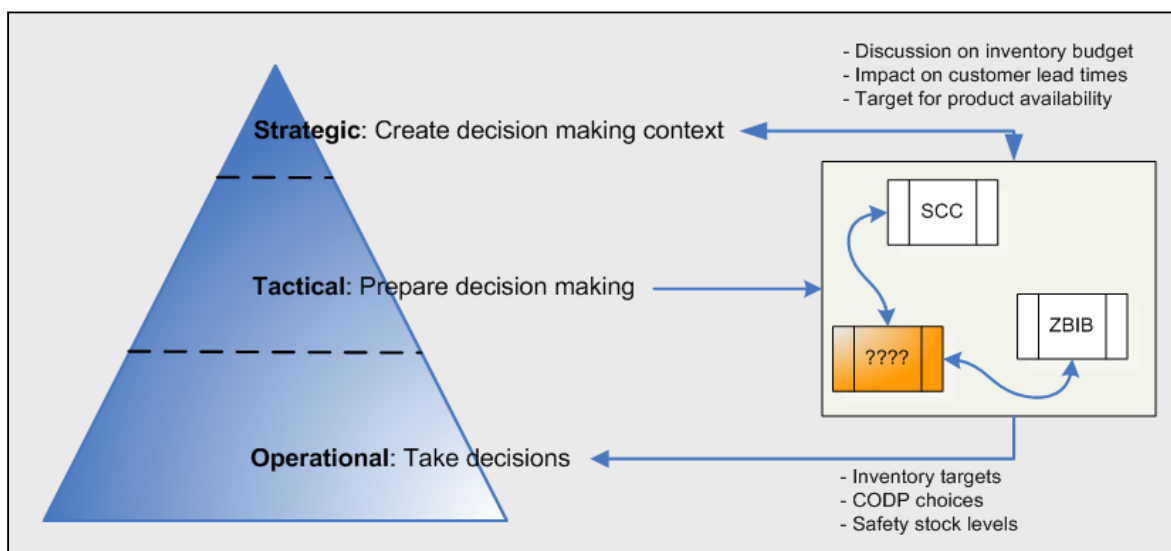 - Discussion on inventory budget
- Impact on customer lead times
- Target for product availability
Strategic: Create decision making context
SCC
Tactical: Prepare decision making
ZBIB
????
Operational: Take decisions
- Inventory targets
- CODP choices
- Safety stock levels